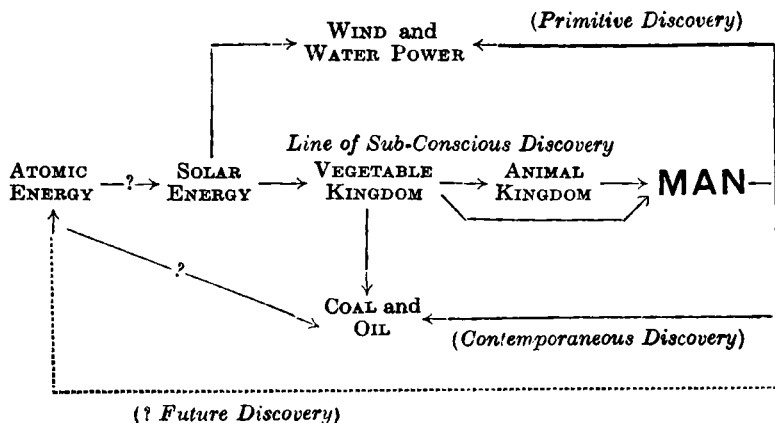 WIND and
WATER POWER
(Primitive Discovery)
Line of Sub-Conscious Discovery
ATOMIC
ENERGY
?
SOLAR
ENERGY
VEGETABLE
KINGDOM
ANIMAL
KINGDOM
MAN
?
COAL and
OIL
(Contemporaneous Discovery)
(? Future Discovery)